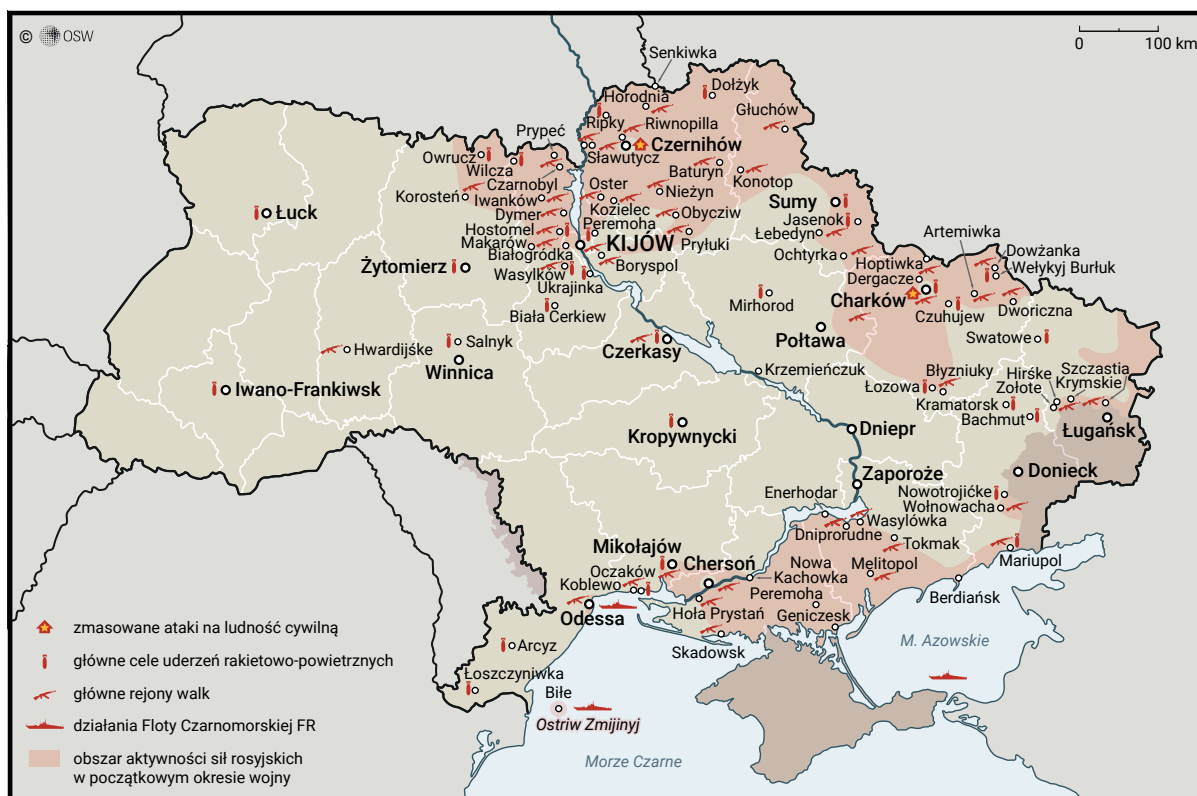 © OSW
0 100 km
Senkiwka
Dołżyk
Horodnia
Głuchów
Ripky
Riwnopilla
Prypeć
Czernihów
Owrucz
Wilcza
Sławutycz
Baturyn
Konotop
Czarnobyl
Korosteń
Iwanków
Oster
Nieżyn
Sumy
Łuck
Dymer
Kozielec
Obycziw
Jasenok
Hostomel
Peremoha
Łebedyn
Artemiwka
Makarów
KIJÓW
Pryłuki
Dowżanka
Białogródka
Ochtyrka
Hoptiwka
Wełykyj Burłuk
Żytomierz
Wasylków
Boryspol
Dergacze
Ukrajinka
Mirhorod
Charków
Biała Cerkiew
Czuhujew
Dworiczna
Połtawa
Swatowe
Hwardijśke
Salnyk
Czerkasy
Winnica
Krzemieńczuk
Błyzniuky
Hirśke
Szczastia
Iwano-Frankiwsk
Łozowa
Zołote
Krymskie
Kramatorsk
Bachmut
Ługańsk
Kropywnycki
Dniepr
Donieck
Zaporoże
Enerhodar
Nowotrojićke
Wołnowacha
Wasylówka
Dniprorudne
Mikołajów
Tokmak
Chersoń
Nowa
Kachowka
Melitopol
Mariupol
Oczaków
Koblewo
Peremoha
Berdiańsk
Odessa
Hoła Prystań
Geniczesk
Skadowsk
M. Azowskie
Arcyz
Łoszczyniwka
Biłe
Ostriw Zmijinyj
Morze Czarne
zmasowane ataki na ludność cywilną
główne cele uderzeń rakietowo-powietrznych
główne rejony walk
działania Floty Czarnomorskiej FR
obszar aktywności sił rosyjskich
w początkowym okresie wojny